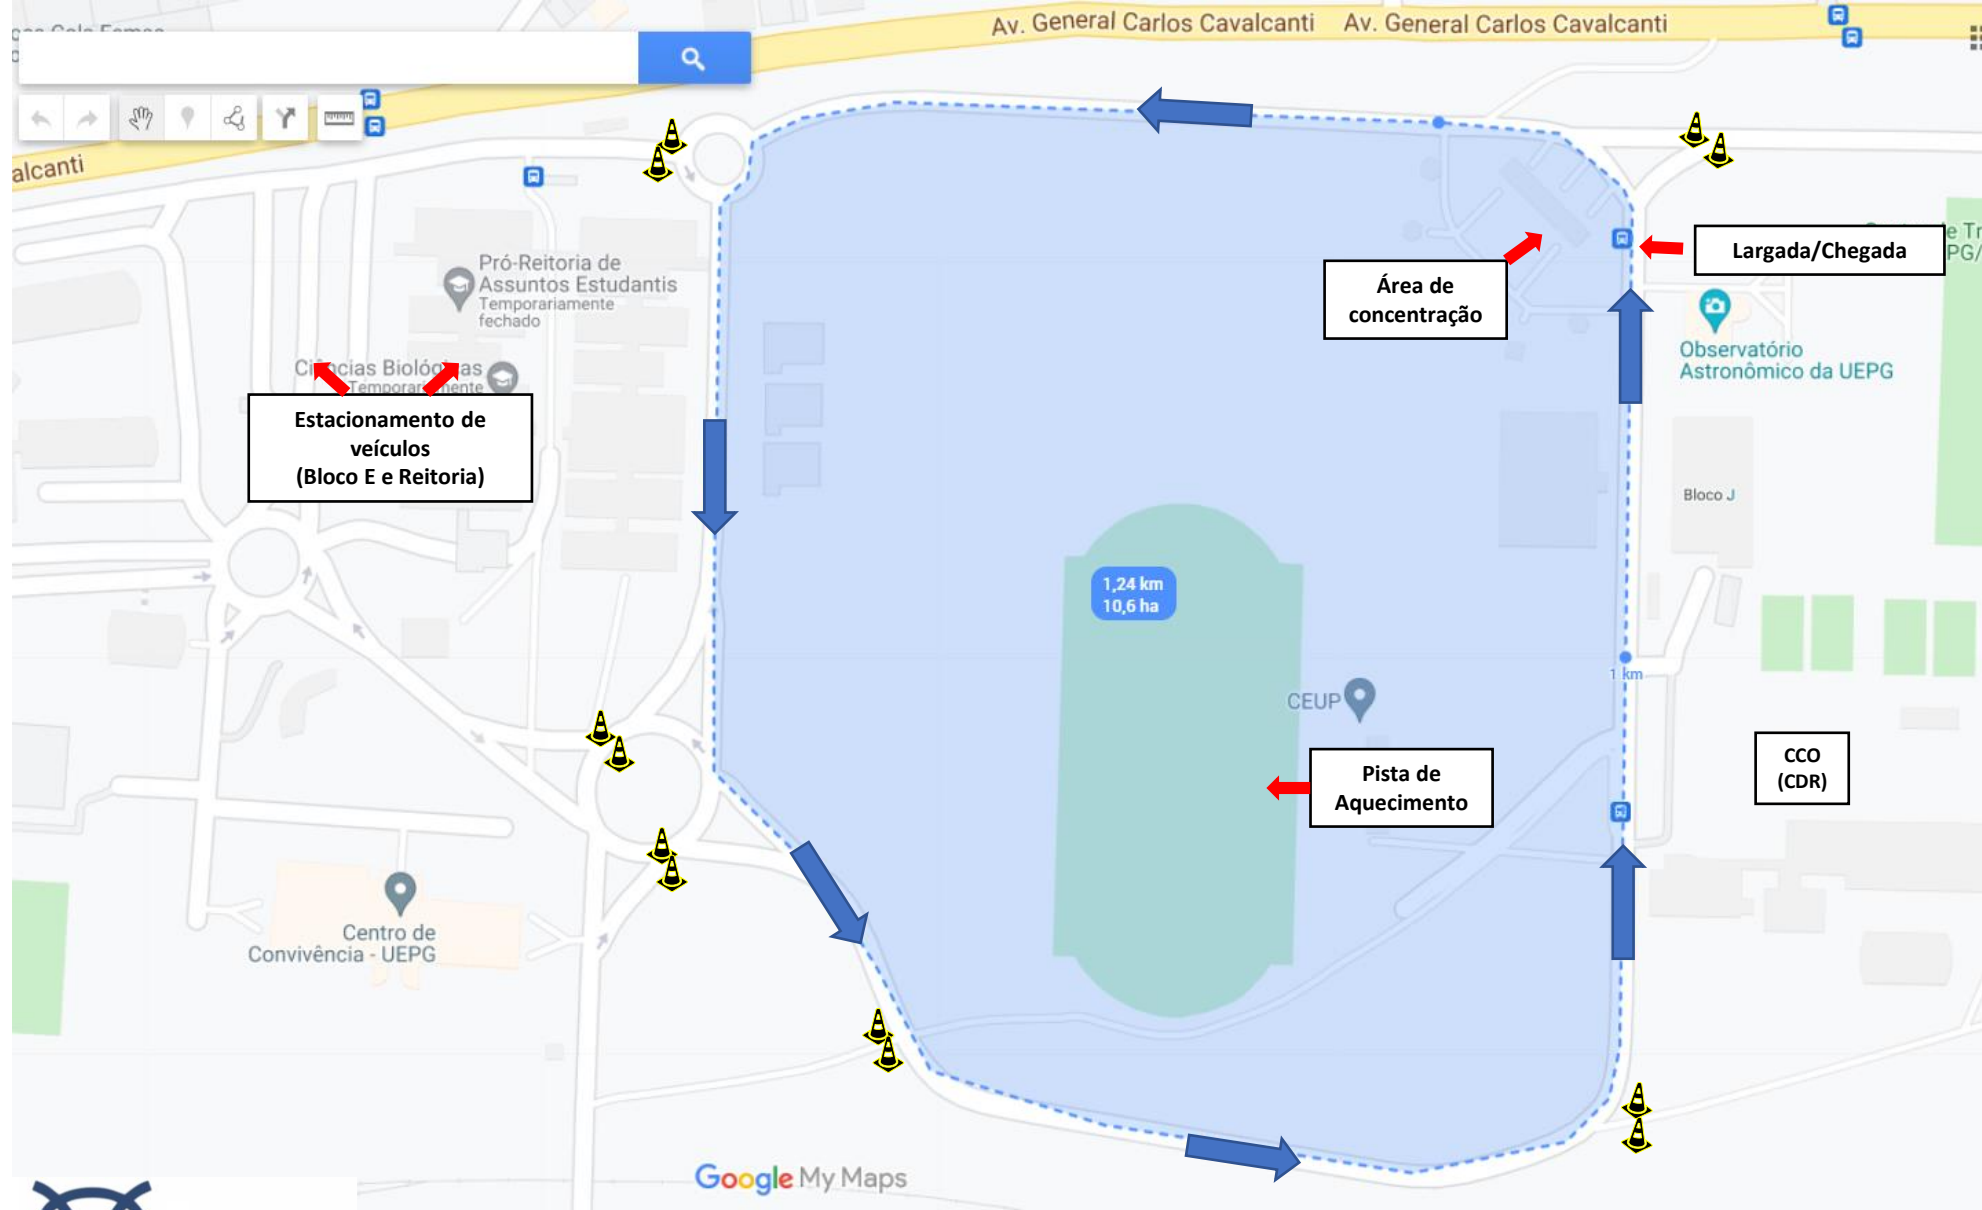 Av. General Carlos Cavalcanti
Av. General Carlos Cavalcanti
alcanti
Pró-Reitoria de
Assuntos Estudantis
Temporariamente
fechado
Largada/Chegada
Área de
concentração
Observatório
Astronômico da UEPG
Estacionamento de
veículos
(Bloco E e Reitoria)
Bloco J
1,24 km
10,6 ha
1 km
CEUP
CCO
(CDR)
Pista de
Aquecimento
Centro de
Convivência - UEPG
Google My Maps